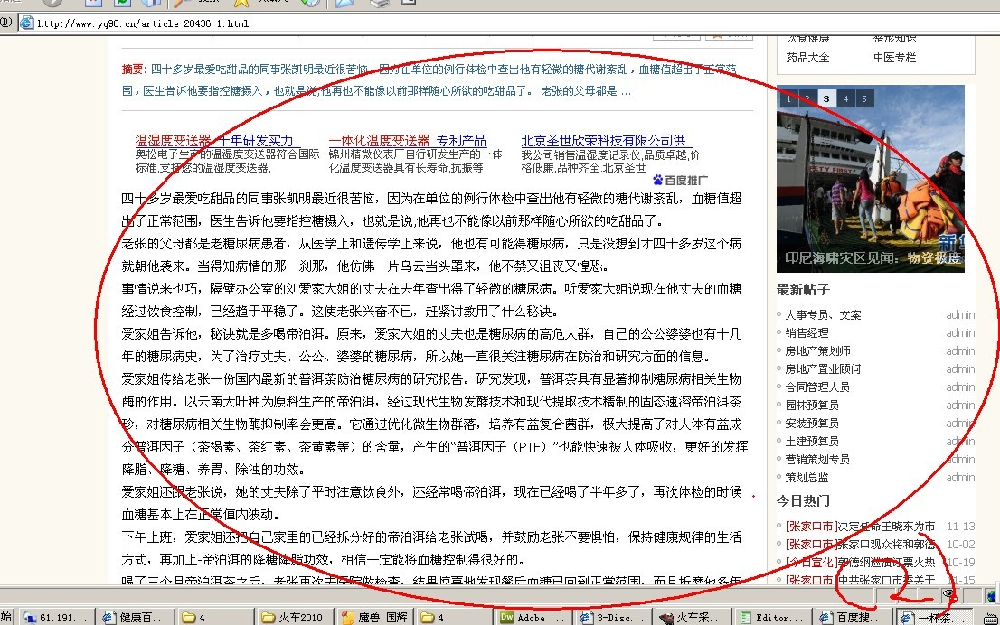 http://www.yq90.cn/article-20436-1.html
饮食健康 整形知识
药品大全 中医专栏
摘要: 四十多岁最爱吃甜品的同事张凯明最近很苦恼，因为在单位的例行体检中查出他有轻微的糖代谢紊乱，血糖值超出了正常范
围，医生告诉他要指控糖摄入，也就是说,他再也不能像以前那样随心所欲的吃甜品了。 老张的父母都是 ...
1 2 3 4 5
温湿度变送器 十年研发实力..
奥松电子生产的温湿度变送器符合国际
标准,支持您的温湿度变送器,
一体化温度变送器 专利产品
锦州精微仪表厂自行研发生产的一体
化温度变送器具有长寿命,抗振等
北京圣世欣荣科技有限公司供..
我公司销售温湿度记录仪,品质卓越,价
格低廉,品种齐全.北京圣世
百度推广
四十多岁最爱吃甜品的同事张凯明最近很苦恼，因为在单位的例行体检中查出他有轻微的糖代谢紊乱，血糖值超
出了正常范围，医生告诉他要指控糖摄入，也就是说,他再也不能像以前那样随心所欲的吃甜品了。
老张的父母都是老糖尿病患者，从医学上和遗传学上来说，他也有可能得糖尿病，只是没想到才四十多岁这个病
就朝他袭来。当得知病情的那一刹那，他仿佛一片乌云当头罩来，他不禁又沮丧又惶恐。
事情说来也巧，隔壁办公室的刘爱家大姐的丈夫在去年查出得了轻微的糖尿病。听爱家大姐说现在他丈夫的血糖
经过饮食控制，已经趋于平稳了。这使老张兴奋不已，赶紧讨教用了什么秘诀。
爱家姐告诉他，秘诀就是多喝帝泊洱。原来，爱家大姐的丈夫也是糖尿病的高危人群，自己的公公婆婆也有十几
年的糖尿病史，为了治疗丈夫、公公、婆婆的糖尿病，所以她一直很关注糖尿病在防治和研究方面的信息。
爱家姐传给老张一份国内最新的普洱茶防治糖尿病的研究报告。研究发现，普洱茶具有显著抑制糖尿病相关生物
酶的作用。以云南大叶种为原料生产的帝泊洱，经过现代生物发酵技术和现代提取技术精制的固态速溶帝泊洱茶
珍，对糖尿病相关生物酶抑制率会更高。它通过优化微生物群落，培养有益复合菌群，极大提高了对人体有益成
分普洱因子（茶褐素、茶红素、茶黄素等）的含量，产生的"普洱因子（PTF）"也能快速被人体吸收，更好的发挥
降脂、降糖、养胃、除浊的功效。
爱家姐还跟老张说，她的丈夫除了平时注意饮食外，还经常喝帝泊洱，现在已经喝了半年多了，再次体检的时候
血糖基本上在正常值内波动。
下午上班，爱家姐还把自己家里的已经拆分好的帝泊洱给老张试喝，并鼓励老张不要惧怕，保持健康规律的生活
方式，再加上-帝泊洱的降糖降脂功效，相信一定能将血糖控制得很好的。
喝了三个月帝泊洱茶之后，老张再次去医院做检查，结果惊喜他发现餐后血糖已回到正常范围，而且折磨他多年
印尼海啸灾区见闻：物资极度
最新帖子
人事专员、文案 admin
销售经理 admin
房地产策划师 admin
房地产置业顾问 admin
合同管理人员 admin
园林预算员 admin
安装预算员 admin
土建预算员 admin
营销策划专员 admin
策划总监 admin
今日热门
[张家口市]决定任命王晓东为市 11-13
[张家口市]张家口观众将和郭德 10-02
[今日宣化]郭德纲巡演订票火热 10-19
[张家口市]中共张家口市委关于 11-15
2
始 61.191... 健康百... 4 火车2010 魔兽 国辉 4 Adobe ... 3-Disc... 火车采... Editor... 百度搜... 一杯茶...